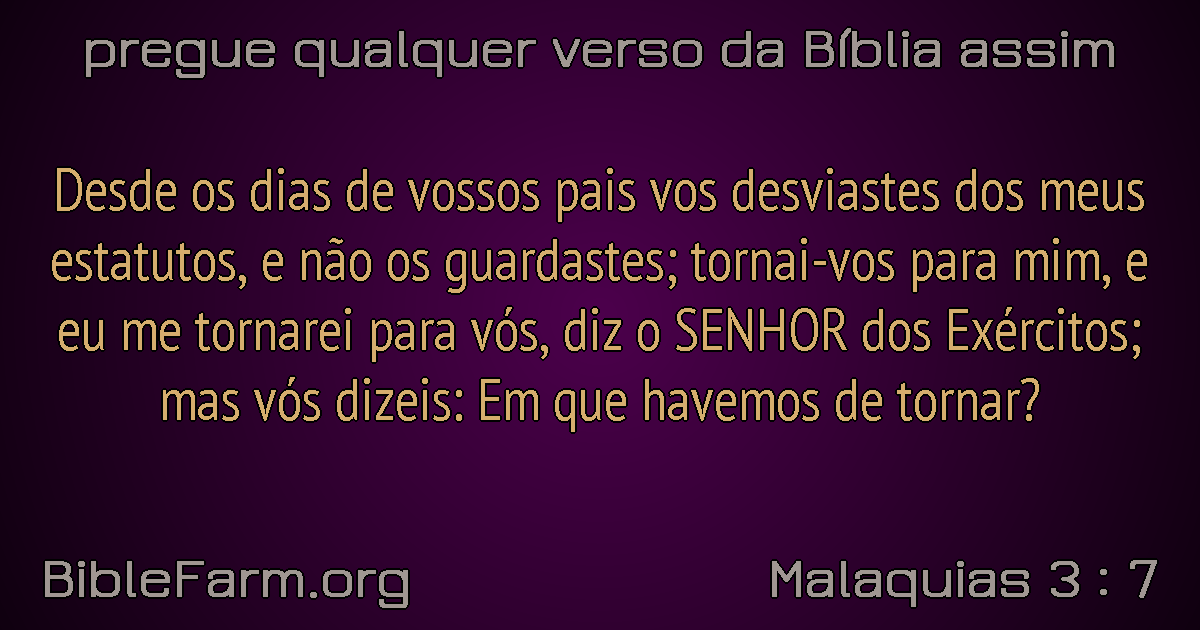 pregue qualquer verso da Bíblia assim
Desde os dias de vossos pais vos desviastes dos meus
estatutos, e não os guardastes; tornai-vos para mim, e
eu me tornarei para vós, diz o SENHOR dos Exércitos;
mas vós dizeis: Em que havemos de tornar?
BibleFarm.org
Malaquias 3 : 7